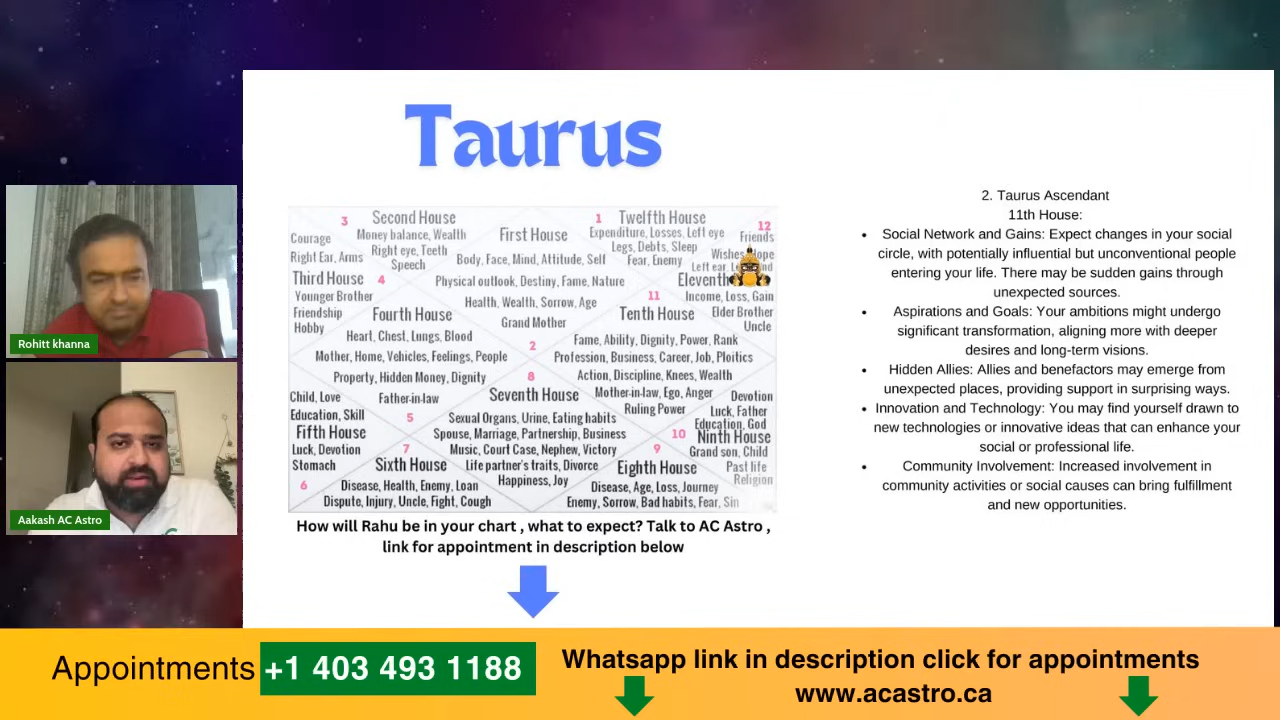 Taurus
3
Second House
1
Twelfth House
12
Courage
Money balance, Wealth
First House
Expenditure, Losses, Left eye
Friends
Right Ear, Arms
Right eye, Teeth
Legs, Debts, Sleep
Speech
Body, Face, Mind, Attitude, Self
Fear, Enemy
Left ear,
Third House
4
Physical outlook, Destiny, Fame, Nature
Eleventh
Younger Brother
Health, Wealth, Sorrow, Age
11
Income, Loss, Gain
Friendship
Fourth House
Grand Mother
Tenth House
Elder Brother
Hobby
Uncle
Heart, Chest, Lungs, Blood
2
Fame, Ability, Dignity, Power, Rank
Mother, Home, Vehicles, Feelings, People
Profession, Business, Career, Job, Ploitics
Property, Hidden Money, Dignity
8
Action, Discipline, Knees, Wealth
Child, Love
Father-in-law
Seventh House
Mother-in-law, Ego, Anger
Devotion
Education, Skill
5
Sexual Organs, Urine, Eating habits
Ruling Power
Luck, Father
Education, God
Fifth House
Spouse, Marriage, Partnership, Business
10
Ninth House
Luck, Devotion
7
Music, Court Case, Nephew, Victory
9
Grand son, Child
Stomach
Sixth House
Life partner's traits, Divorce
Eighth House
Past life
Happiness, Joy
Religion
6
Disease, Health, Enemy, Loan
Disease, Age, Loss, Journey
Dispute, Injury, Uncle, Fight, Cough
Enemy, Sorrow, Bad habits, Fear, Sin
How will Rahu be in your chart , what to expect? Talk to AC Astro ,
link for appointment in description below
2. Taurus Ascendant
11th House:
• Social Network and Gains: Expect changes in your social
circle, with potentially influential but unconventional people
entering your life. There may be sudden gains through
unexpected sources.
• Aspirations and Goals: Your ambitions might undergo
significant transformation, aligning more with deeper
desires and long-term visions.
• Hidden Allies: Allies and benefactors may emerge from
unexpected places, providing support in surprising ways.
• Innovation and Technology: You may find yourself drawn to
new technologies or innovative ideas that can enhance your
social or professional life.
• Community Involvement: Increased involvement in
community activities or social causes can bring fulfillment
and new opportunities.
Rohitt khanna
Aakash AC Astro
Appointments +1 403 493 1188
Whatsapp link in description click for appointments
www.acastro.ca